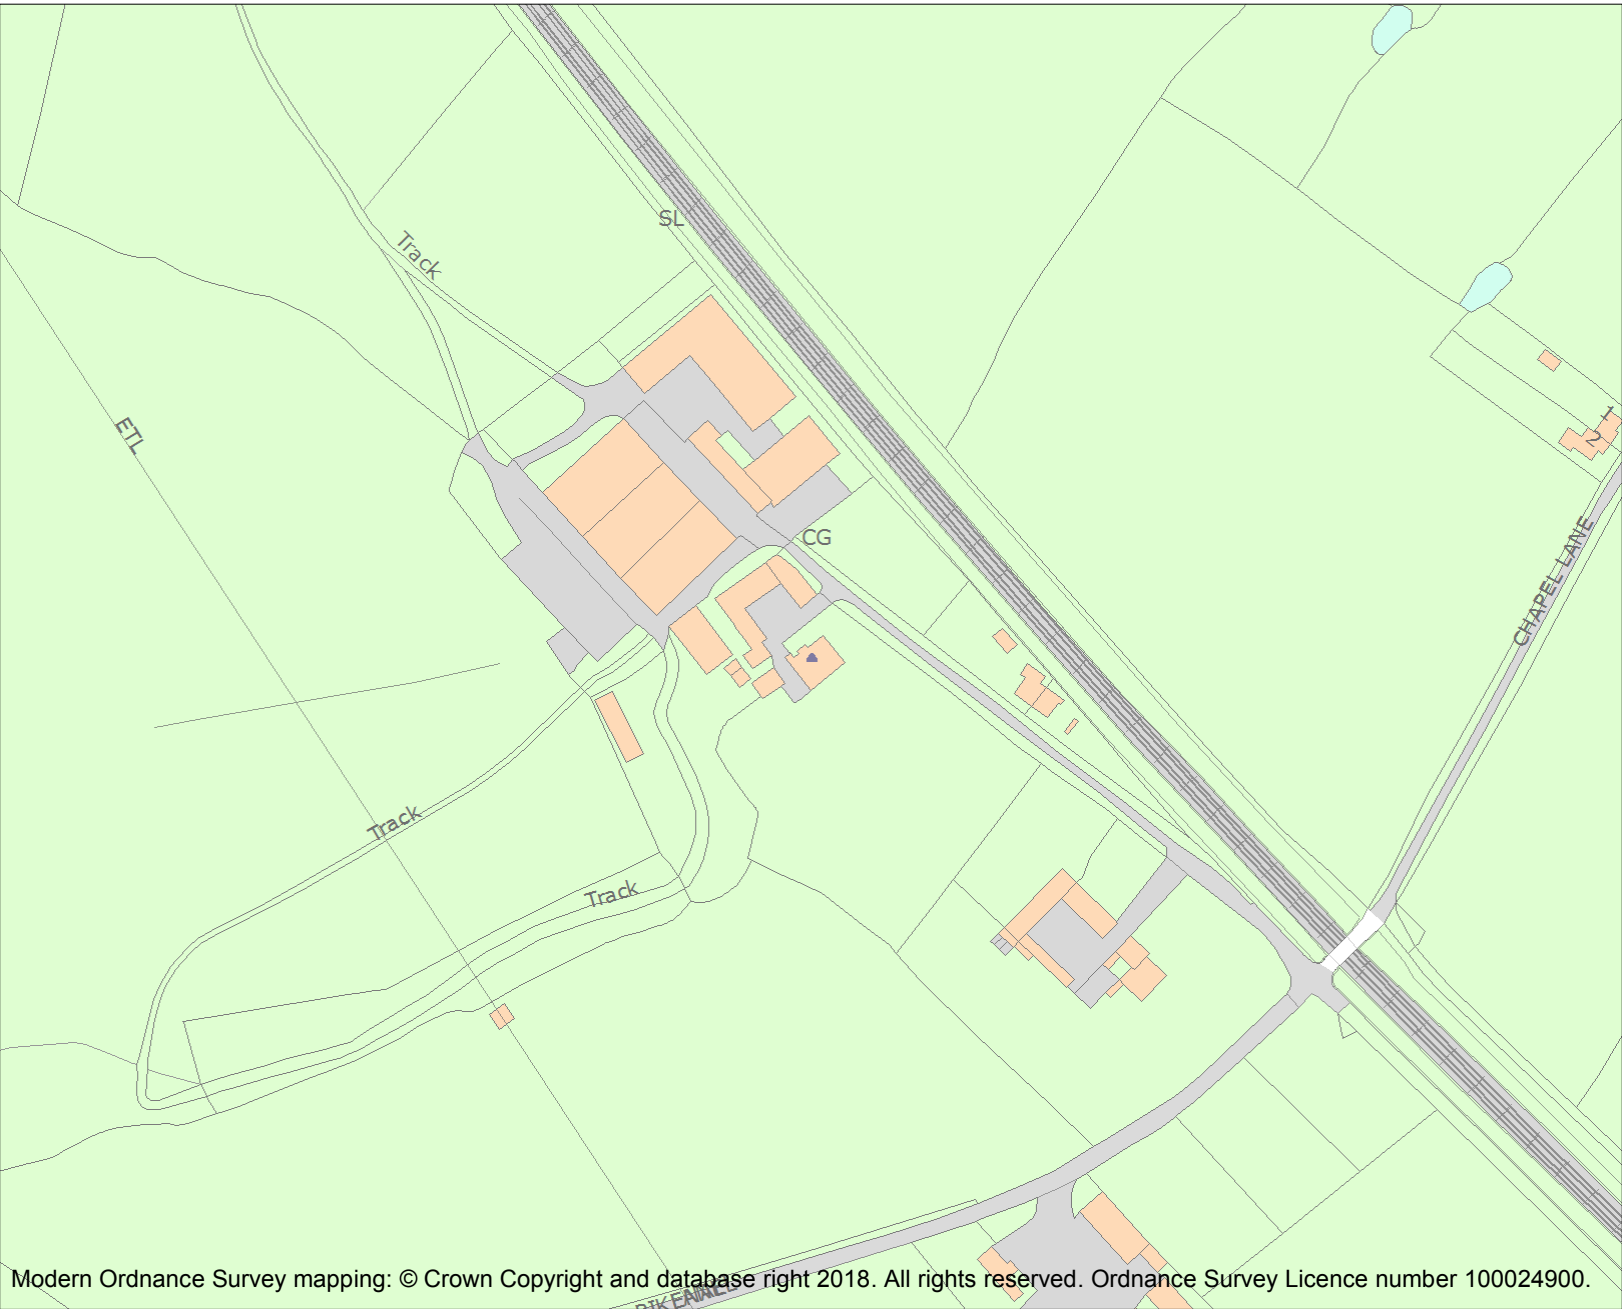 SL
Track
ETL
1
2
CG
CHAPEL LANE
Track
Track
Modern Ordnance Survey mapping: © Crown Copyright and database right 2018. All rights reserved. Ordnance Survey Licence number 100024900.